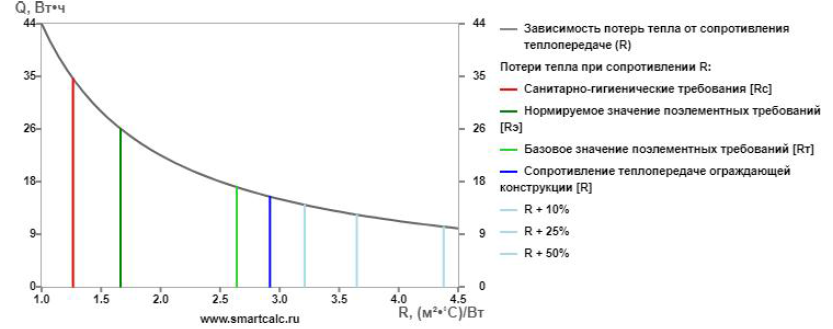 Q, Вт•ч
44
35
26
18
9
0
44
35
26
18
9
0
1.0 1.5 2.0 2.5 3.0 3.5 4.0 4.5
R, (м²•°С)/Вт
www.smartcalc.ru
Зависимость потерь тепла от сопротивления
теплопередаче (R)
Потери тепла при сопротивлении R:
Санитарно-гигиенические требования [Rс]
Нормируемое значение поэлементных требований
[Rэ]
Базовое значение поэлементных требований [Rт]
Сопротивление теплопередаче ограждающей
конструкции [R]
R + 10%
R + 25%
R + 50%